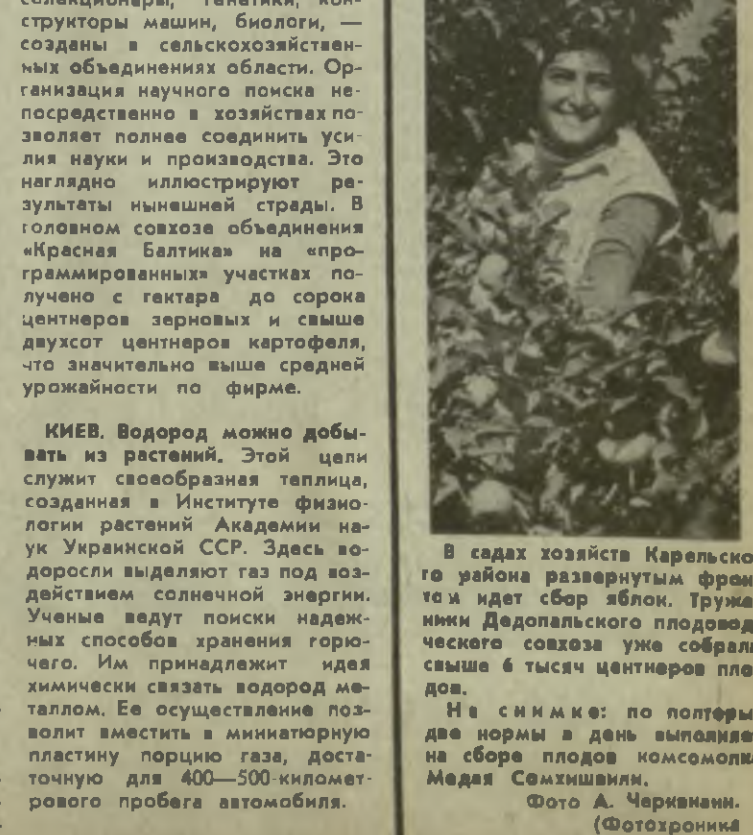 селекционеры, генетики, кон-
структоры машин, биологи, —
созданы в сельскохозяйствен-
ных объединениях области. Ор-
ганизация научного поиска не-
посредственно в хозяйствах по-
зволяет полнее соединить уси-
лия науки и производства. Это
наглядно иллюстрируют ре-
зультаты нынешней страды. В
головном совхозе объединения
«Красная Балтика» на «про-
граммированных» участках по-
лучено с гектара до сорока
центнеров зерновых и свыше
двухсот центнеров картофеля,
что значительно выше средней
урожайности по фирме.
КИЕВ. Водород можно добы-
вать из растений. Этой цели
служит своеобразная теплица,
созданная в Институте физио-
логии растений Академии на-
ук Украинской ССР. Здесь во-
доросли выделяют газ под воз-
действием солнечной энергии.
Ученые ведут поиски надеж-
ных способов хранения горю-
чего. Им принадлежит идея
химически связать водород ме-
таллом. Ее осуществление поз-
волит вместить в миниатюрную
пластину порцию газа, доста-
точную для 400—500-километ-
рового пробега автомобиля.
В садах хозяйств Карельско
го района развернутым фрон
том идет сбор яблок. Труже
ники Дедопальского плодовод
ческого совхоза уже собрали
свыше 6 тысяч центнеров пло
дов.
На снимке: по полторы
две нормы в день выполняе
на сборе плодов комсомолк
Медея Семхишвили.
Фото А. Черквиани.
(Фотохроника